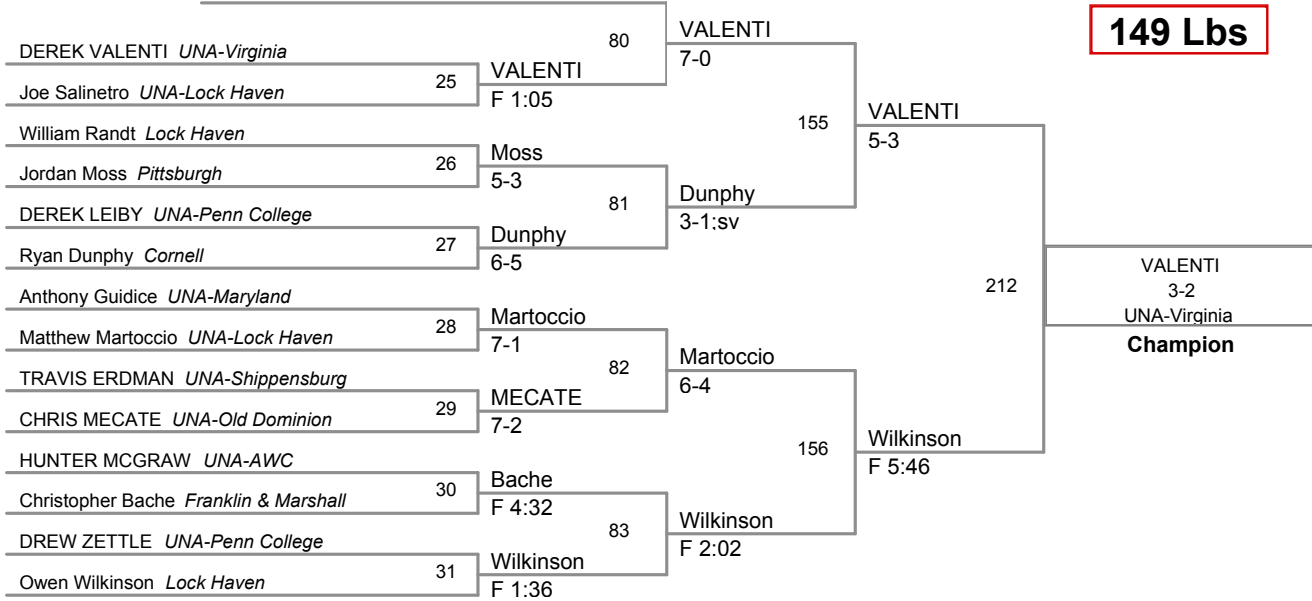 149 Lbs
DEREK VALENTI UNA-Virginia
Joe Salinetro UNA-Lock Haven
William Randt Lock Haven
Jordan Moss Pittsburgh
DEREK LEIBY UNA-Penn College
Ryan Dunphy Cornell
Anthony Guidice UNA-Maryland
Matthew Martoccio UNA-Lock Haven
TRAVIS ERDMAN UNA-Shippensburg
CHRIS MECATE UNA-Old Dominion
HUNTER MCGRAW UNA-AWC
Christopher Bache Franklin & Marshall
DREW ZETTLE UNA-Penn College
Owen Wilkinson Lock Haven
25
26
27
28
29
30
31
VALENTI
F 1:05
Moss
5-3
Dunphy
6-5
Martoccio
7-1
MECATE
7-2
Bache
F 4:32
Wilkinson
F 1:36
80
81
82
83
VALENTI
7-0
Dunphy
3-1;sv
Martoccio
6-4
Wilkinson
F 2:02
155
156
VALENTI
5-3
Wilkinson
F 5:46
212
VALENTI
3-2
UNA-Virginia
Champion